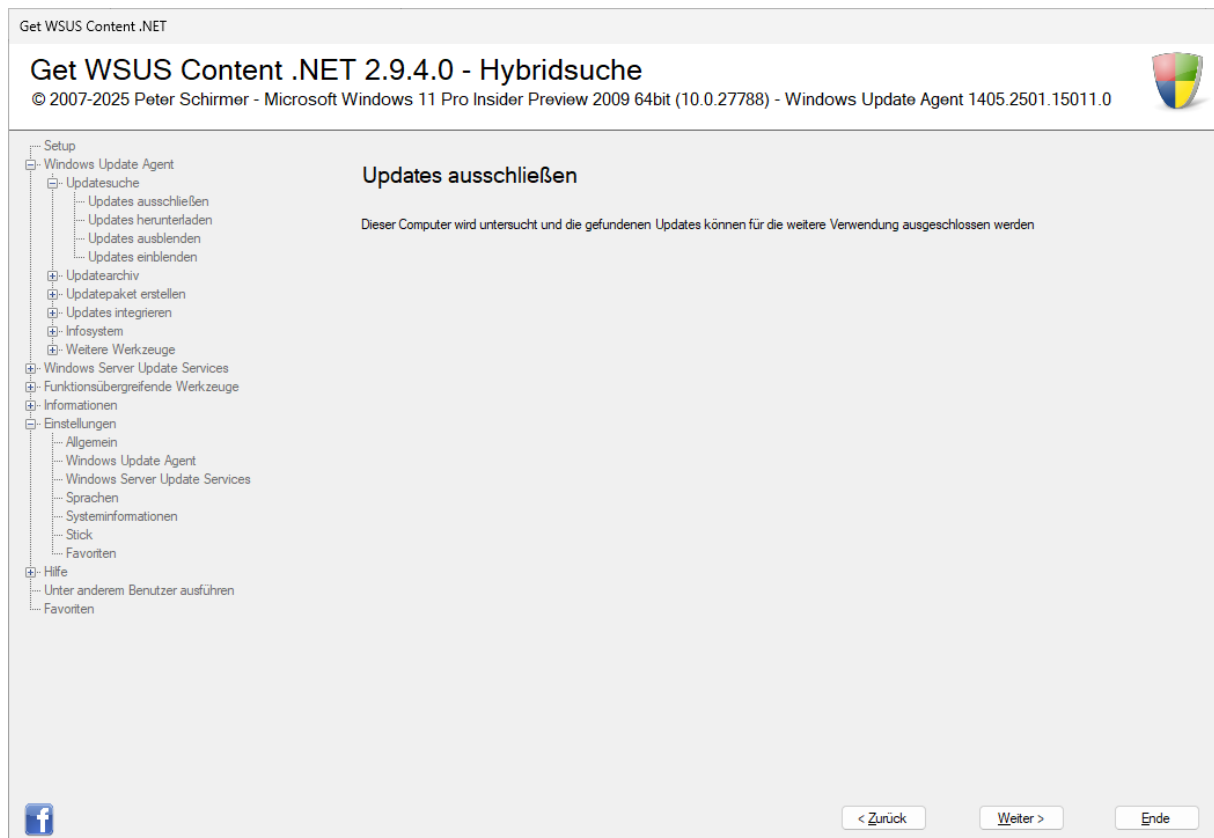 Get WSUS Content .NET
Get WSUS Content .NET 2.9.4.0 - Hybridsuche
© 2007-2025 Peter Schirmer - Microsoft Windows 11 Pro Insider Preview 2009 64bit (10.0.27788) - Windows Update Agent 1405.2501.15011.0
Setup
Windows Update Agent
Updatesuche
Updates ausschließen
Updates herunterladen
Updates ausblenden
Updates einblenden
Updatearchiv
Updatepaket erstellen
Updates integrieren
Infosystem
Weitere Werkzeuge
Windows Server Update Services
Funktionsübergreifende Werkzeuge
Informationen
Einstellungen
Allgemein
Windows Update Agent
Windows Server Update Services
Sprachen
Systeminformationen
Stick
Favoriten
Hilfe
Unter anderem Benutzer ausführen
Favoriten
Updates ausschließen
Dieser Computer wird untersucht und die gefundenen Updates können für die weitere Verwendung ausgeschlossen werden
f
< Zurück
Weiter >
Ende